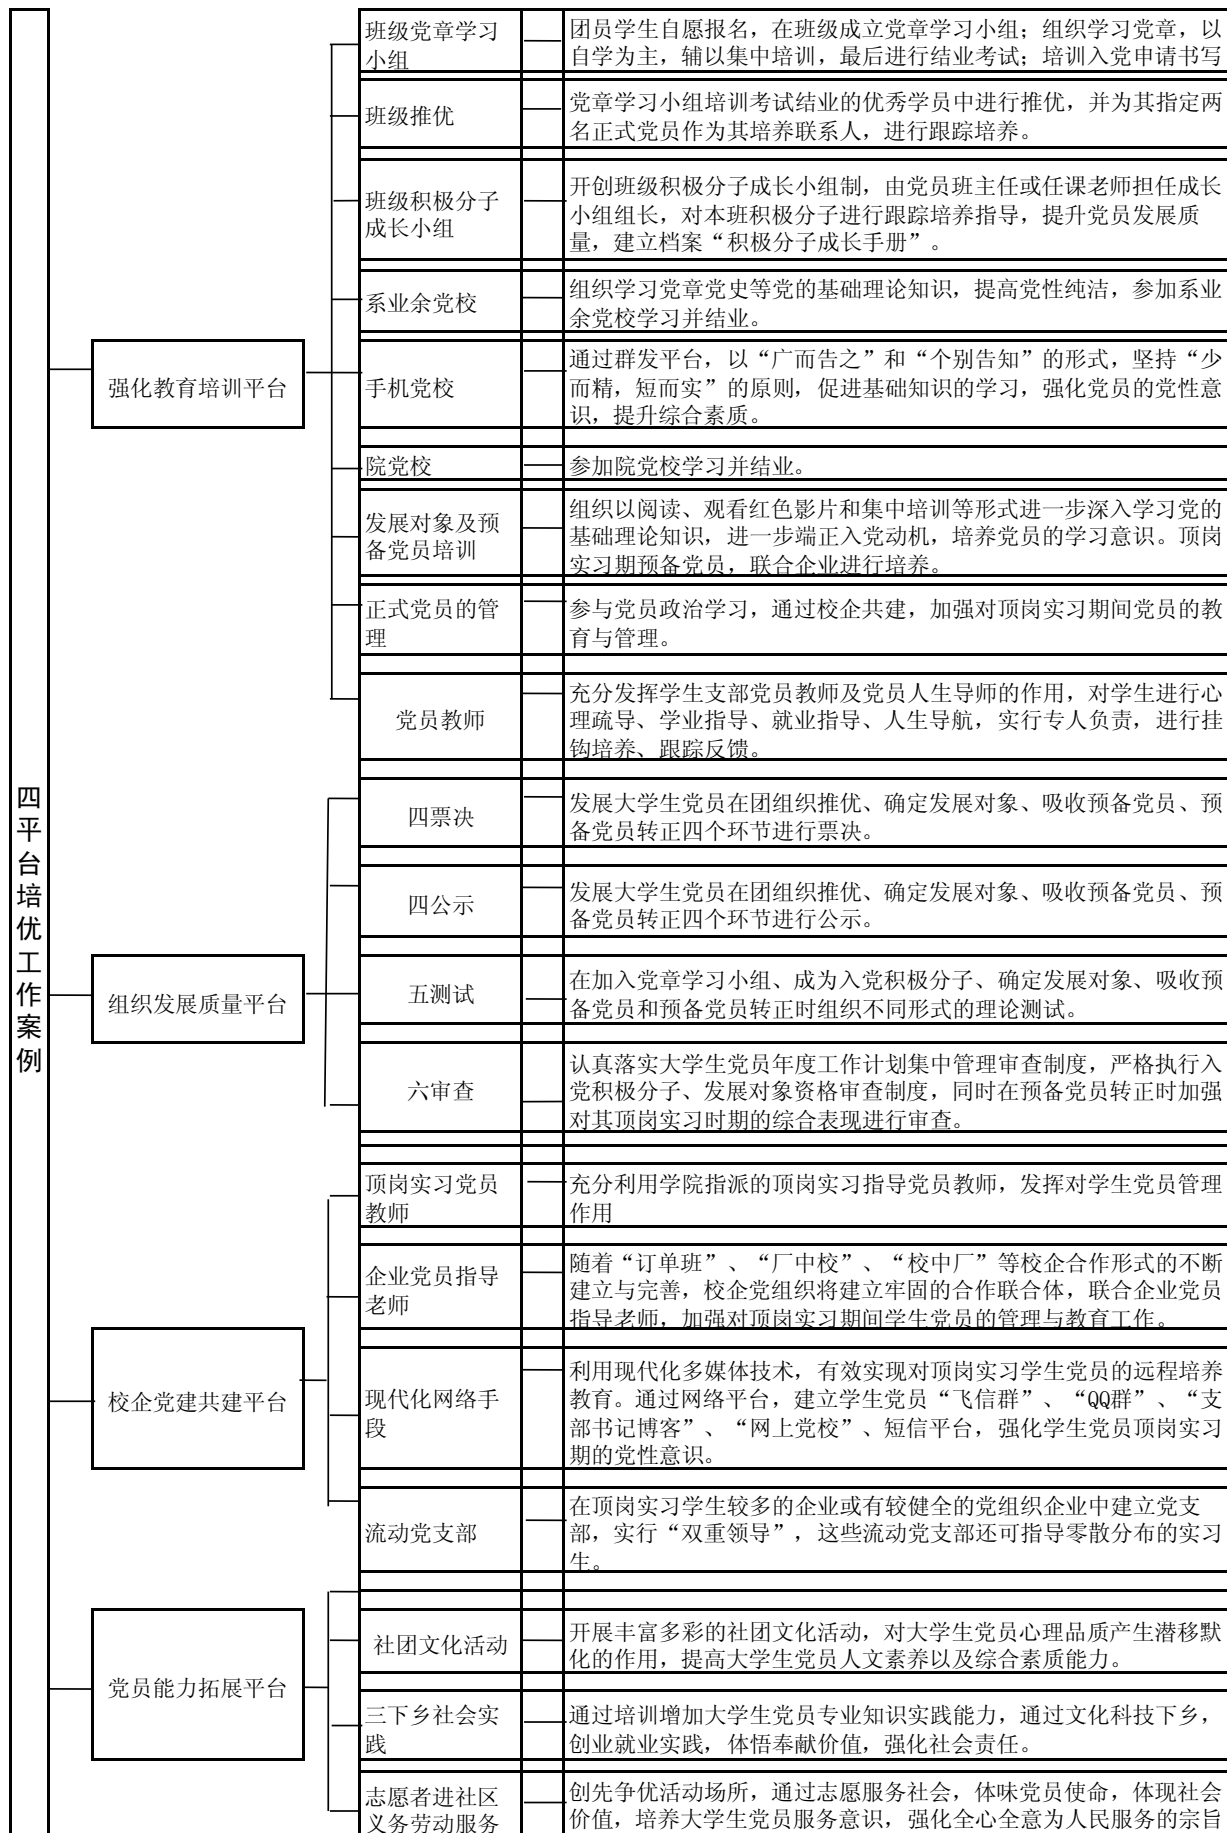 四平台培优工作案例
强化教育培训平台
班级党章学习
小组
团员学生自愿报名，在班级成立党章学习小组；组织学习党章，以
自学为主，辅以集中培训，最后进行结业考试；培训入党申请书写
班级推优
党章学习小组培训考试结业的优秀学员中进行推优，并为其指定两
名正式党员作为其培养联系人，进行跟踪培养。
班级积极分子
成长小组
开创班级积极分子成长小组制，由党员班主任或任课老师担任成长
小组组长，对本班积极分子进行跟踪培养指导，提升党员发展质
量，建立档案“积极分子成长手册”。
系业余党校
组织学习党章党史等党的基础理论知识，提高党性纯洁，参加系业
余党校学习并结业。
手机党校
通过群发平台，以“广而告之”和“个别告知”的形式，坚持“少
而精，短而实”的原则，促进基础知识的学习，强化党员的党性意
识，提升综合素质。
院党校
参加院党校学习并结业。
发展对象及预
备党员培训
组织以阅读、观看红色影片和集中培训等形式进一步深入学习党的
基础理论知识，进一步端正入党动机，培养党员的学习意识。顶岗
实习期预备党员，联合企业进行培养。
正式党员的管
理
参与党员政治学习，通过校企共建，加强对顶岗实习期间党员的教
育与管理。
党员教师
充分发挥学生支部党员教师及党员人生导师的作用，对学生进行心
理疏导、学业指导、就业指导、人生导航，实行专人负责，进行挂
钩培养、跟踪反馈。
组织发展质量平台
四票决
发展大学生党员在团组织推优、确定发展对象、吸收预备党员、预
备党员转正四个环节进行票决。
四公示
发展大学生党员在团组织推优、确定发展对象、吸收预备党员、预
备党员转正四个环节进行公示。
五测试
在加入党章学习小组、成为入党积极分子、确定发展对象、吸收预
备党员和预备党员转正时组织不同形式的理论测试。
六审查
认真落实大学生党员年度工作计划集中管理审查制度，严格执行入
党积极分子、发展对象资格审查制度，同时在预备党员转正时加强
对其顶岗实习时期的综合表现进行审查。
校企党建共建平台
顶岗实习党员
教师
充分利用学院指派的顶岗实习指导党员教师，发挥对学生党员管理
作用
企业党员指导
老师
随着“订单班”、“厂中校”、“校中厂”等校企合作形式的不断
建立与完善，校企党组织将建立牢固的合作联合体，联合企业党员
指导老师，加强对顶岗实习期间学生党员的管理与教育工作。
现代化网络手
段
利用现代化多媒体技术，有效实现对顶岗实习学生党员的远程培养
教育。通过网络平台，建立学生党员“飞信群”、“QQ群”、“支
部书记博客”、“网上党校”、短信平台，强化学生党员顶岗实习
期的党性意识。
流动党支部
在顶岗实习学生较多的企业或有较健全的党组织企业中建立党支
部，实行“双重领导”，这些流动党支部还可指导零散分布的实习
生。
党员能力拓展平台
社团文化活动
开展丰富多彩的社团文化活动，对大学生党员心理品质产生潜移默
化的作用，提高大学生党员人文素养以及综合素质能力。
三下乡社会实
践
通过培训增加大学生党员专业知识实践能力，通过文化科技下乡，
创业就业实践，体悟奉献价值，强化社会责任。
志愿者进社区
义务劳动服务
创先争优活动场所，通过志愿服务社会，体味党员使命，体现社会
价值，培养大学生党员服务意识，强化全心全意为人民服务的宗旨